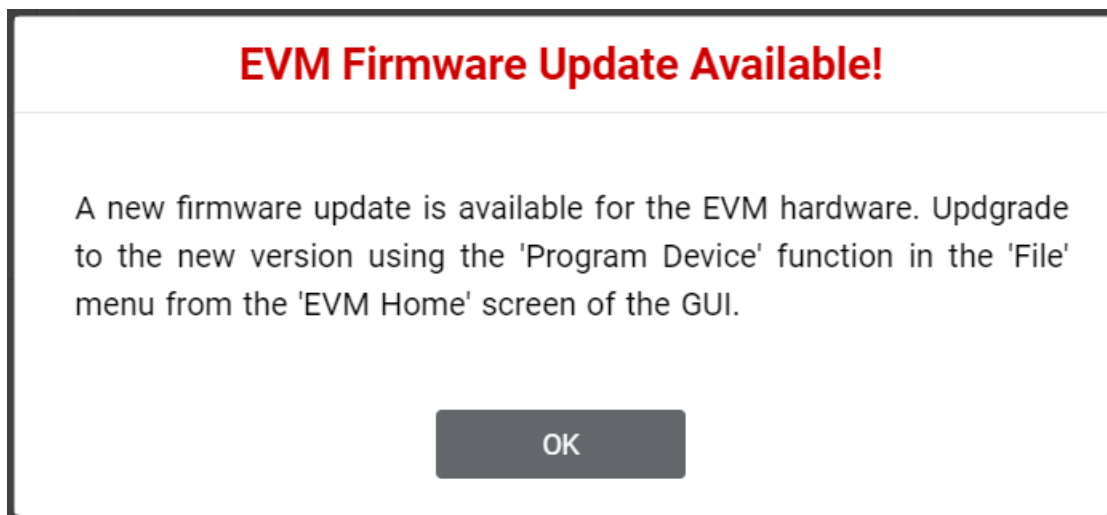 EVM Firmware Update Available!
A new firmware update is available for the EVM hardware. Updgrade
to the new version using the 'Program Device' function in the 'File'
menu from the 'EVM Home' screen of the GUI.
OK